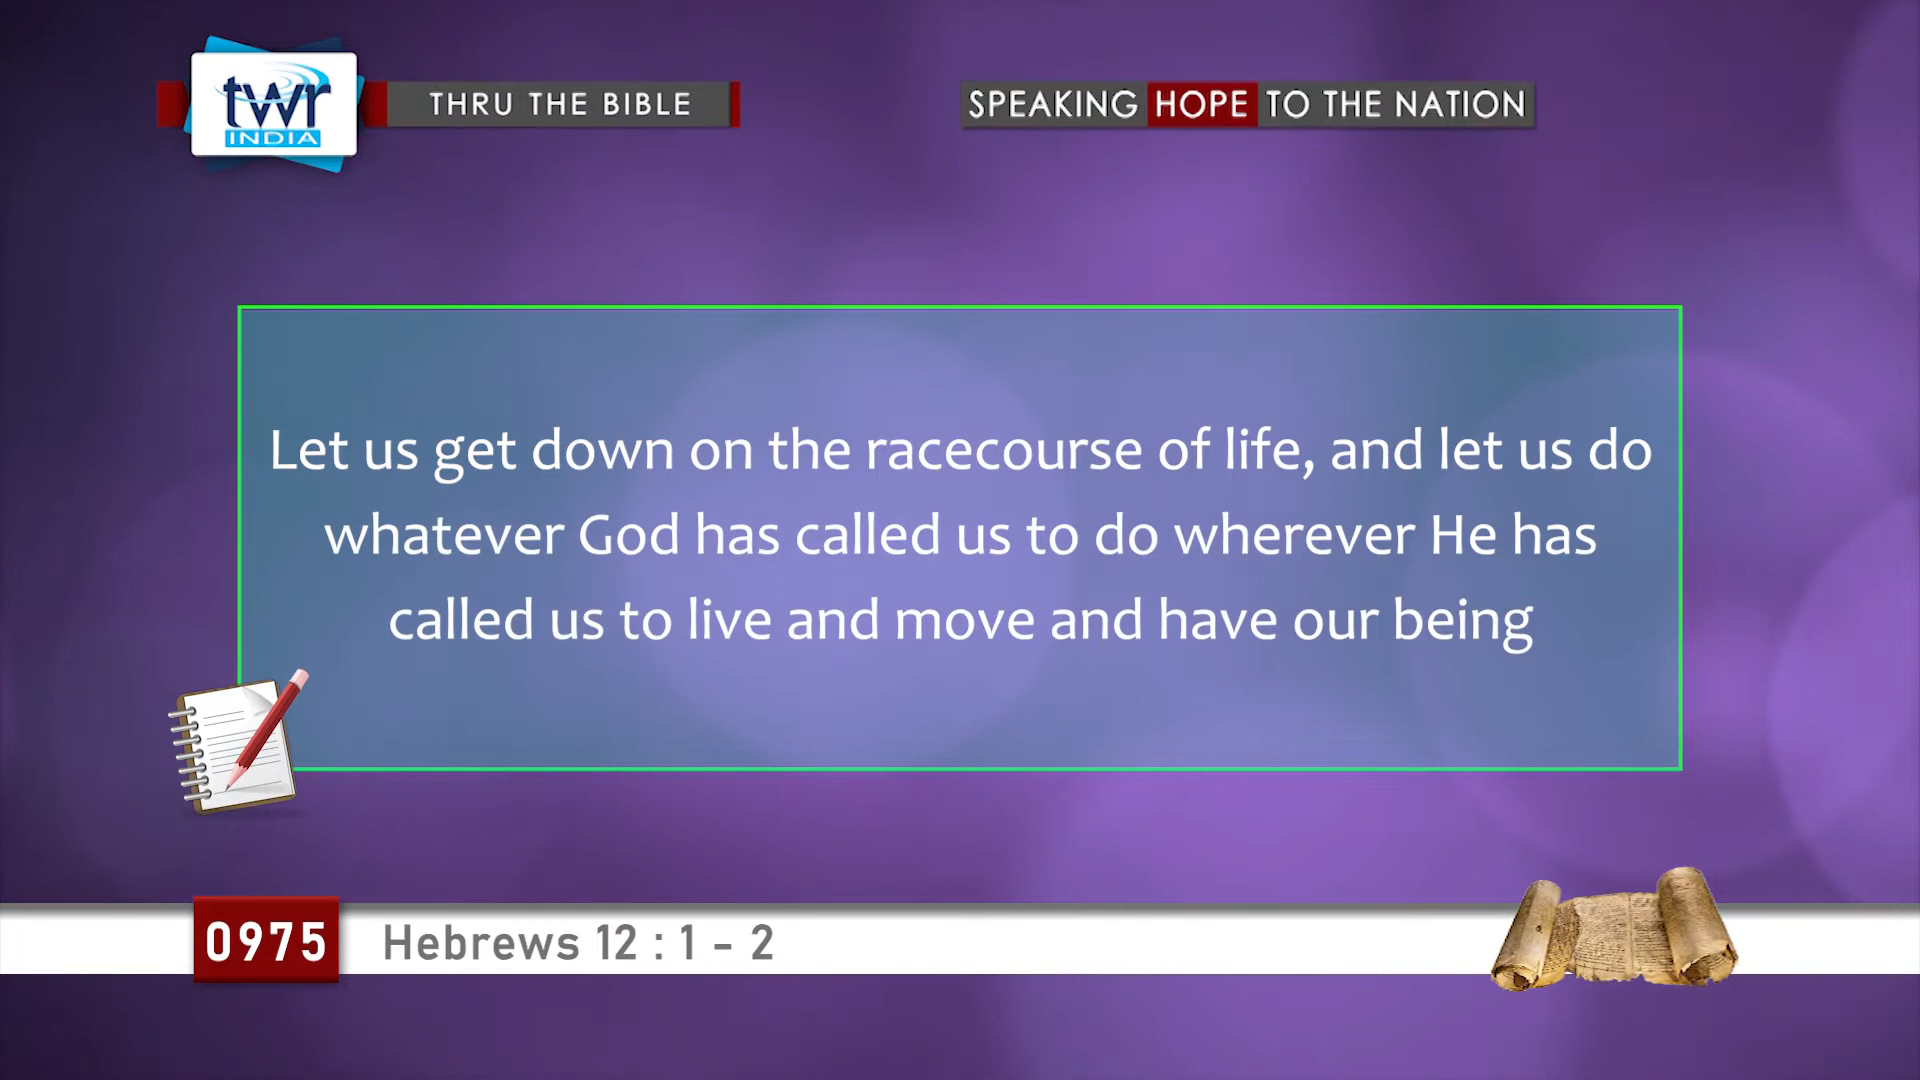 twr
INDIA
THRU THE BIBLE
SPEAKING HOPE TO THE NATION
Let us get down on the racecourse of life, and let us do
whatever God has called us to do wherever He has
called us to live and move and have our being
0975
Hebrews 12 : 1 - 2